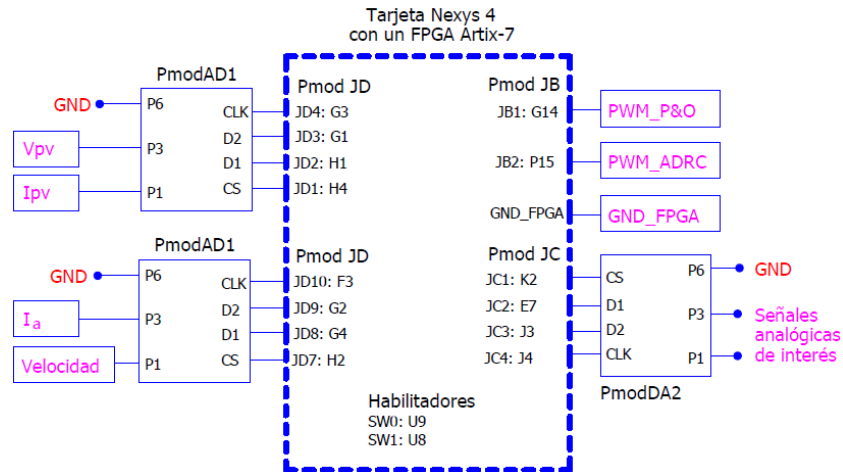 Tarjeta Nexys 4
con un FPGA Artix-7
PmodAD1
GND
P6
CLK
Vpv
P3
D2
D1
Ipv
P1
CS
Pmod JD
JD4: G3
JD3: G1
JD2: H1
JD1: H4
PmodAD1
GND
P6
CLK
Ia
P3
D2
D1
Velocidad
P1
CS
Pmod JD
JD10: F3
JD9: G2
JD8: G4
JD7: H2
Habilitadores
SW0: U9
SW1: U8
Pmod JB
JB1: G14
PWM_P&O
JB2: P15
PWM_ADRC
GND_FPGA
GND_FPGA
Pmod JC
JC1: K2
JC2: E7
JC3: J3
JC4: J4
CS
D1
D2
CLK
P6
P3
P1
GND
Señales
analógicas
de interés
PmodDA2